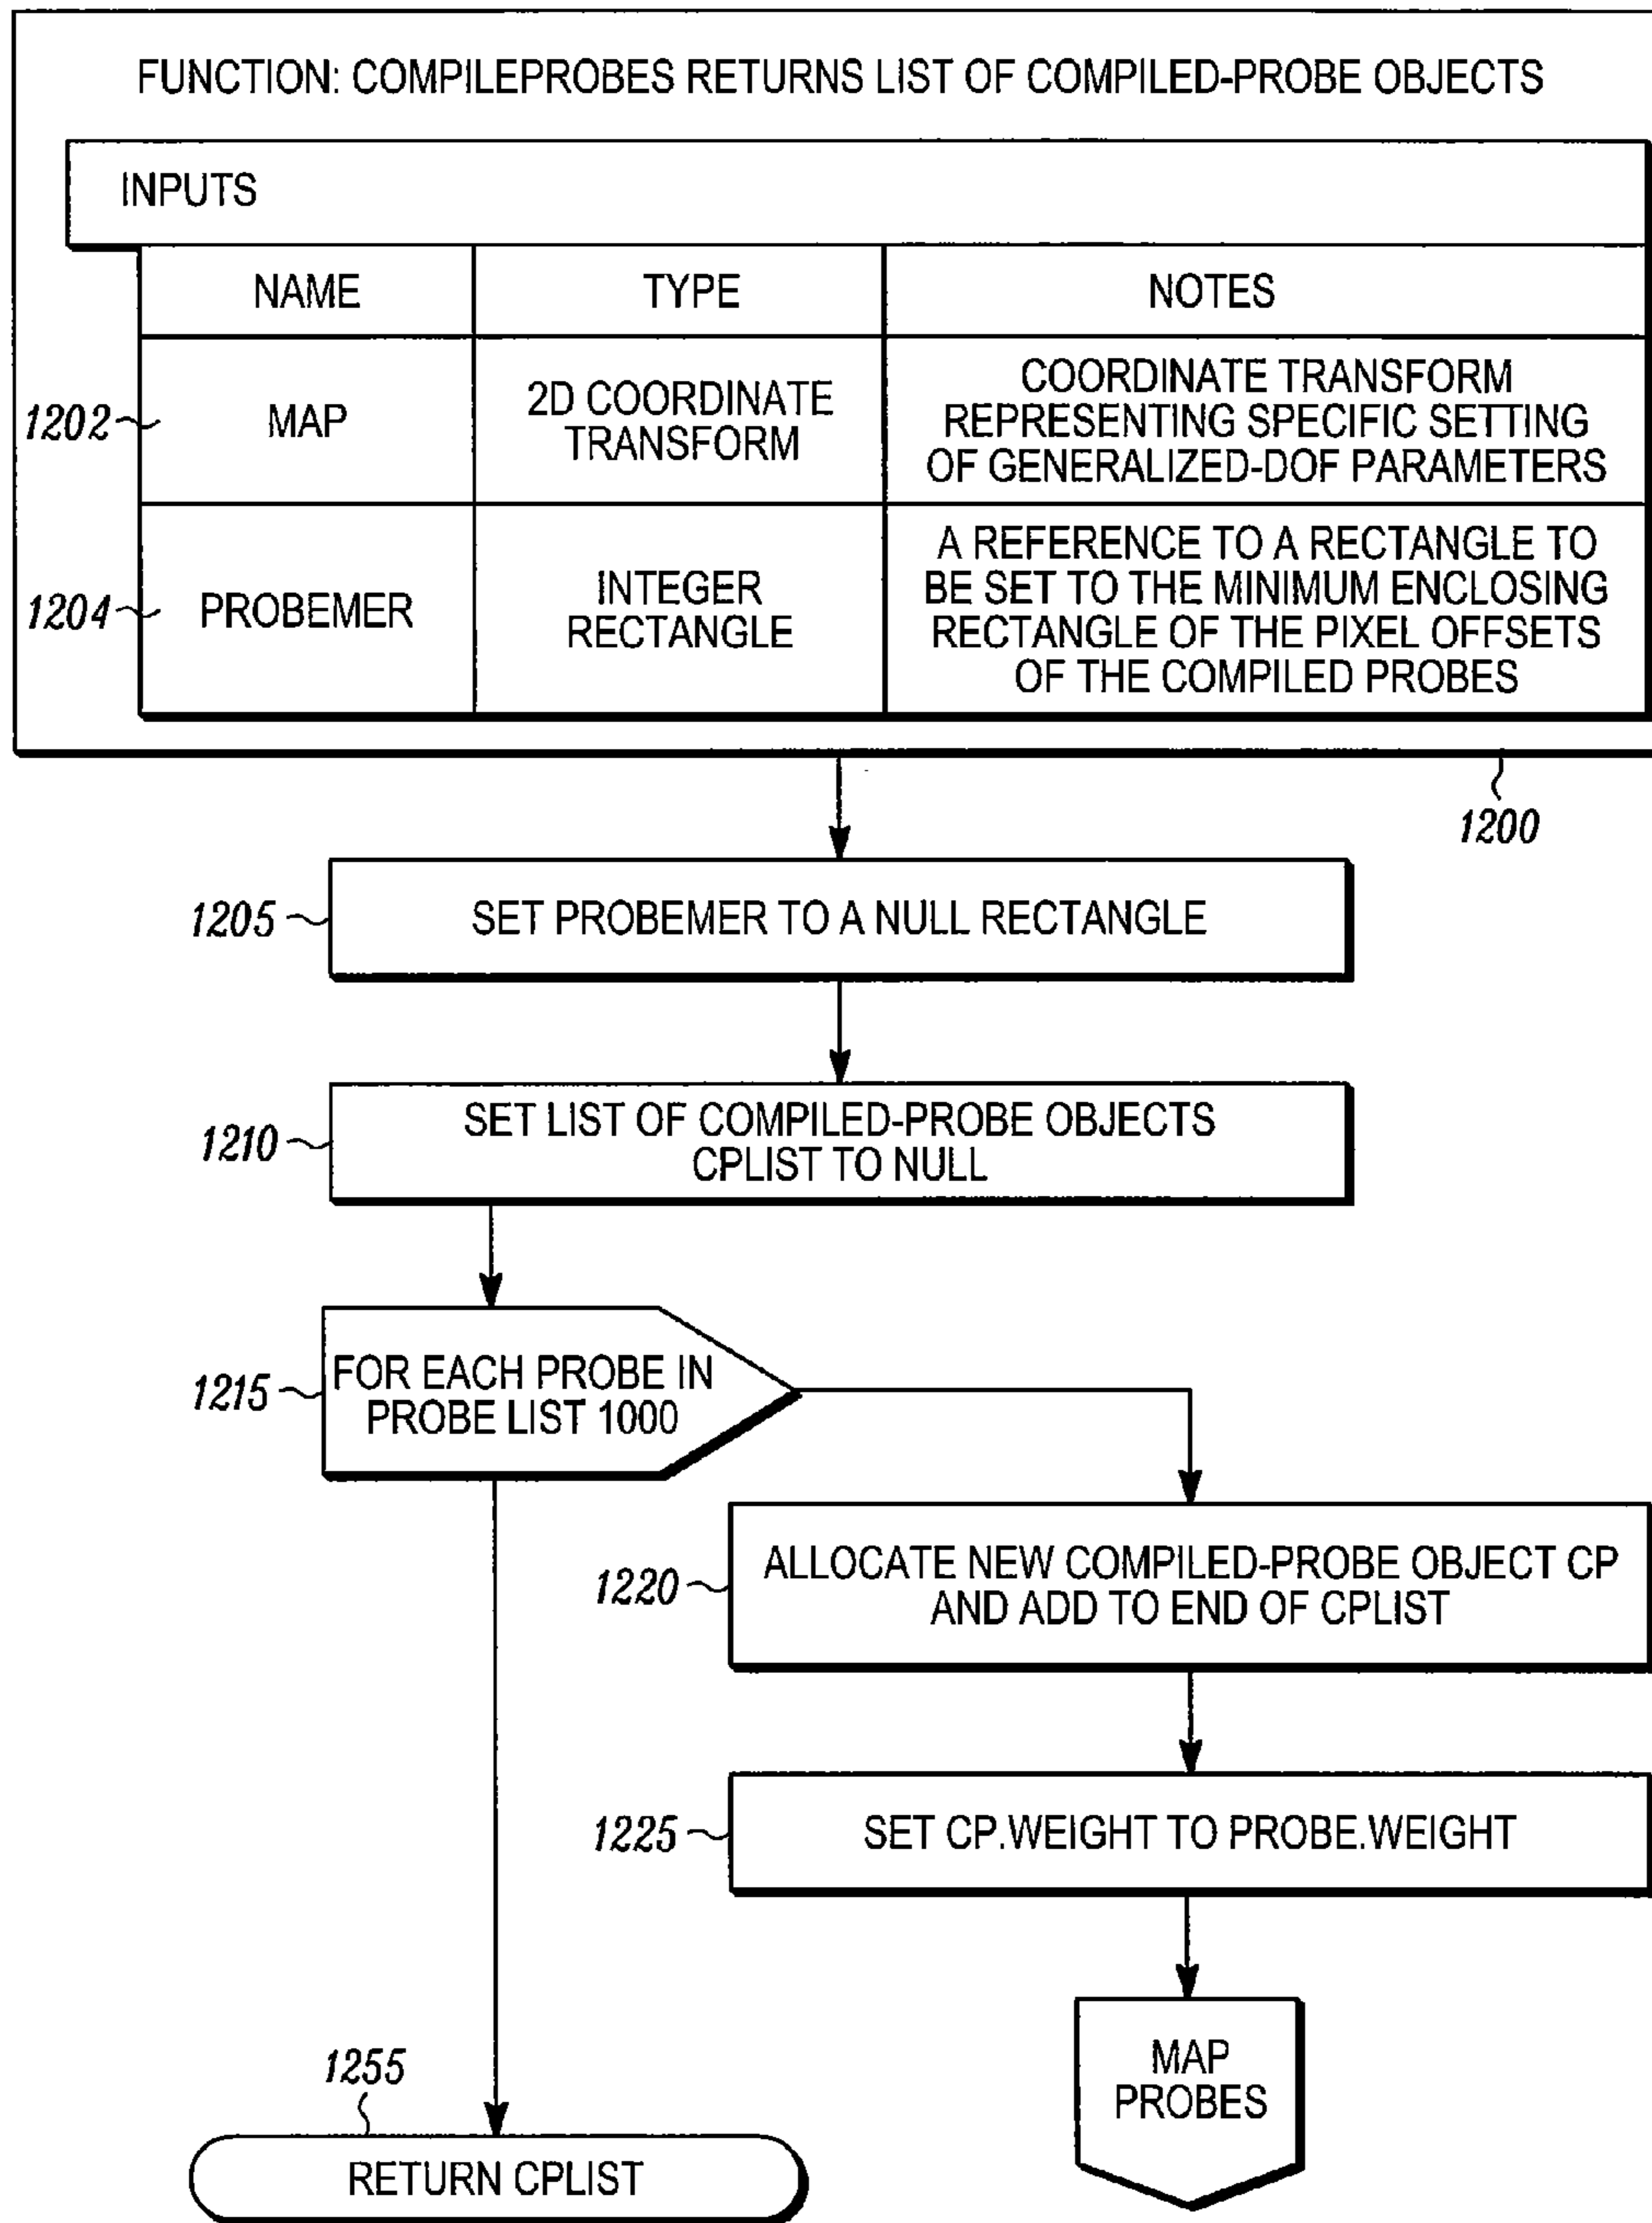 FUNCTION: COMPILEPROBES RETURNS LIST OF COMPILED-PROBE OBJECTS
INPUTS
NAME
TYPE
NOTES
1202
MAP
2D COORDINATE
TRANSFORM
COORDINATE TRANSFORM
REPRESENTING SPECIFIC SETTING
OF GENERALIZED-DOF PARAMETERS
1204
PROBEMER
INTEGER
RECTANGLE
A REFERENCE TO A RECTANGLE TO
BE SET TO THE MINIMUM ENCLOSING
RECTANGLE OF THE PIXEL OFFSETS
OF THE COMPILED PROBES
1200
1205
SET PROBEMER TO A NULL RECTANGLE
1210
SET LIST OF COMPILED-PROBE OBJECTS
CPLIST TO NULL
1215
FOR EACH PROBE IN
PROBE LIST 1000
1220
ALLOCATE NEW COMPILED-PROBE OBJECT CP
AND ADD TO END OF CPLIST
1225
SET CP.WEIGHT TO PROBE.WEIGHT
MAP
PROBES
1255
RETURN CPLIST